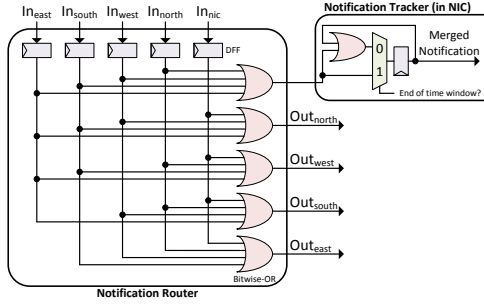 In_east In_south In_west In_north In_nic
Notification Tracker (in NIC)
DFF
0
1
Merged
Notification
End of time window?
Out_north
Out_west
Out_south
Out_east
Bitwise-OR
Notification Router